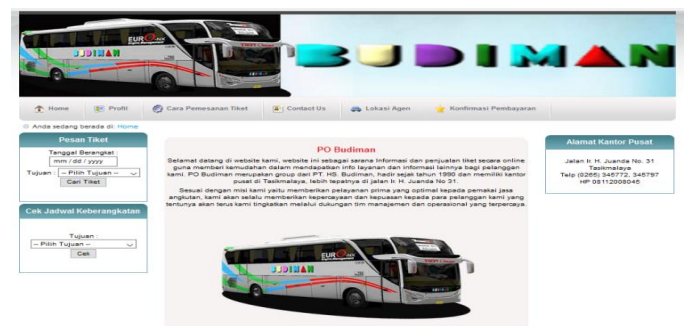 BUDIMAN
EURO
BUDIMAN
Home
Profil
Cara Pemesanan Tiket
Contact Us
Lokasi Agen
Konfirmasi Pembayaran
Anda sedang berada di: Home
Pesan Tiket
Tanggal Berangkat :
mm / dd / yyyy
Tujuan : -- Pilih Tujuan --
Cari Tiket
Cek Jadwal Keberangkatan
Tujuan :
-- Pilih Tujuan --
Cek
PO Budiman
Selamat datang di website kami, website ini sebagai sarana Informasi dan penjualan tiket secara online
guna memberi kemudahan dalam mendapatkan info layanan dan informasi lainnya bagi pelanggan
kami. PO Budiman merupakan group dari PT. HS. Budiman, hadir sejak tahun 1990 dan memiliki kantor
pusat di Tasikmalaya, lebih tepatnya di jalan Ir. H. Juanda No 31.
Sesuai dengan misi kami yaitu memberikan pelayanan prima yang optimal kepada pemakai jasa
angkutan, kami akan selalu memberikan kepercayaan dan kepuasan kepada para pelanggan kami yang
tentunya akan terus kami tingkatkan melalui dukungan tim manajemen dan operasional yang terpercaya.
BUDIMAN
EURO
Alamat Kantor Pusat
Jalan Ir. H. Juanda No. 31
Tasikmalaya
Telp (0265) 345772, 345797
HP 08112008045